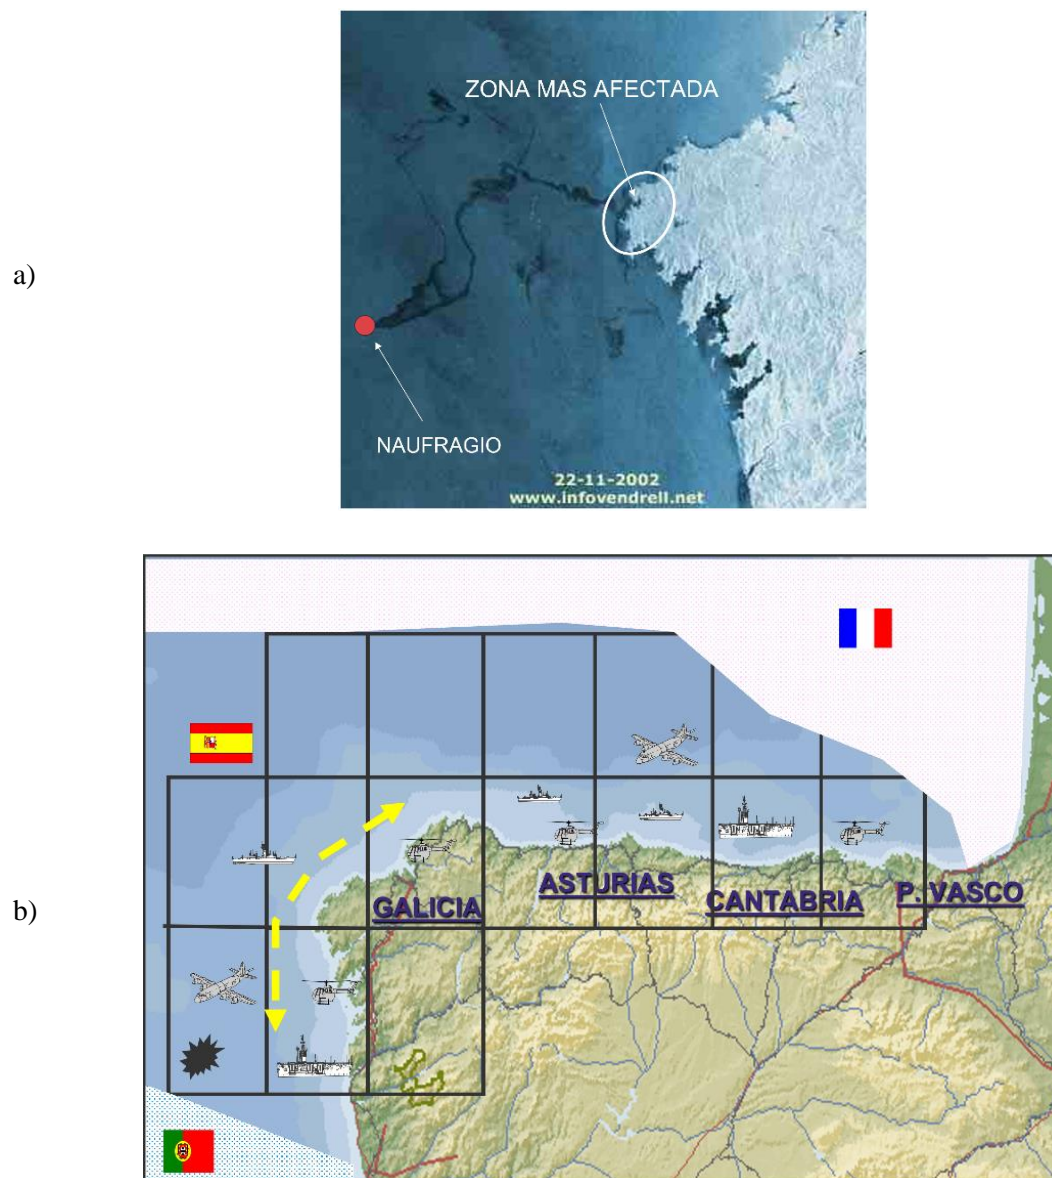 a)
ZONA MAS AFECTADA
NAUFRAGIO
22-11-2002
www.infovendrell.net
b)
GALICIA
ASTURIAS
CANTABRIA
P. VASCO